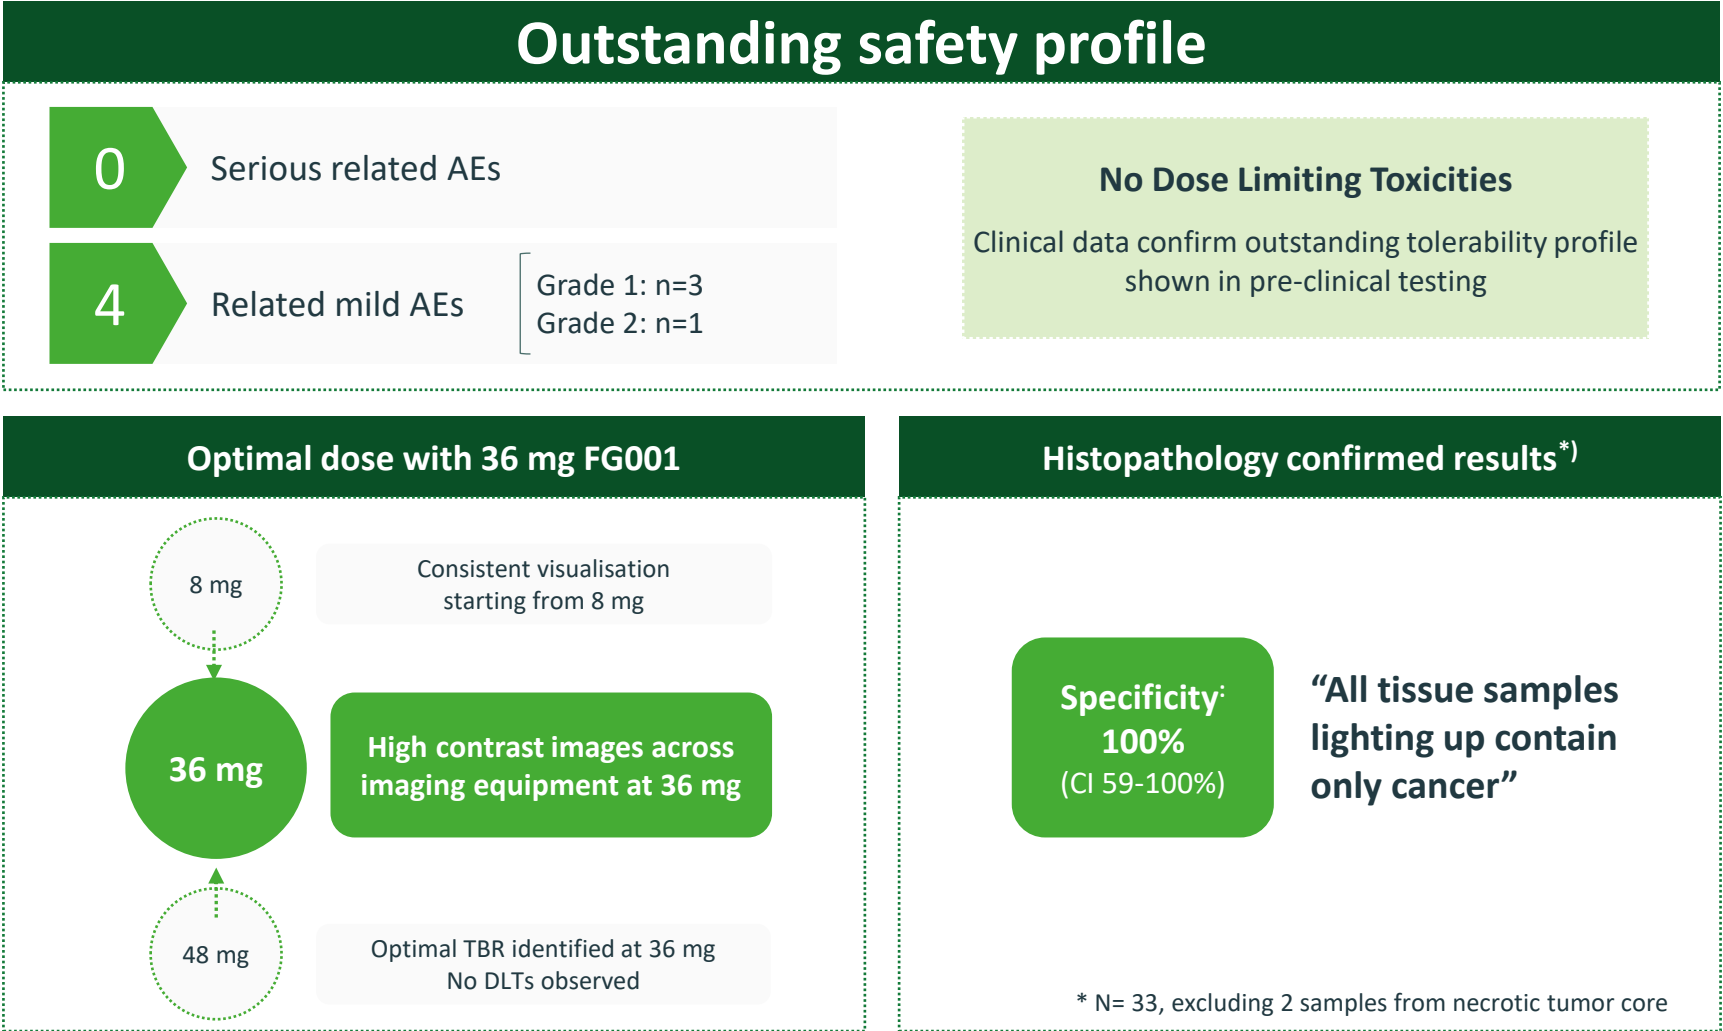 Outstanding safety profile
0
Serious related AEs
4
Related mild AEs
Grade 1: n=3
Grade 2: n=1
No Dose Limiting Toxicities
Clinical data confirm outstanding tolerability profile
shown in pre-clinical testing
Optimal dose with 36 mg FG001
8 mg
Consistent visualisation
starting from 8 mg
36 mg
High contrast images across
imaging equipment at 36 mg
48 mg
Optimal TBR identified at 36 mg
No DLTs observed
Histopathology confirmed results*)
Specificity:
100%
(CI 59-100%)
“All tissue samples
lighting up contain
only cancer”
* N= 33, excluding 2 samples from necrotic tumor core